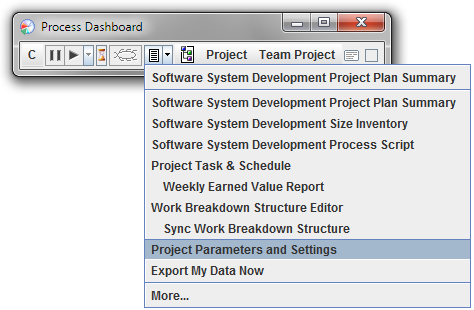 Process Dashboard
C Project Team Project
Software System Development Project Plan Summary
Software System Development Project Plan Summary
Software System Development Size Inventory
Software System Development Process Script
Project Task & Schedule
Weekly Earned Value Report
Work Breakdown Structure Editor
Sync Work Breakdown Structure
Project Parameters and Settings
Export My Data Now
More...